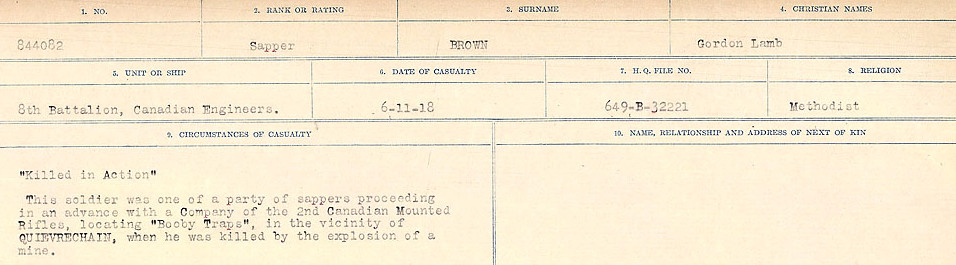 1. NO. 2. RANK OR RATING 3. SURNAME 4. CHRISTIAN NAMES
844082 Sapper BROWN Gordon Lamb
5. UNIT OR SHIP 6. DATE OF CASUALTY 7. H. Q. FILE NO. 8. RELIGION
8th Battalion, Canadian Engineers. 6-11-18 649-B-32221 Methodist
9. CIRCUMSTANCES OF CASUALTY 10. NAME, RELATIONSHIP AND ADDRESS OF NEXT OF KIN
"Killed in Action"
This soldier was one of a party of sappers proceeding
in an advance with a Company of the 2nd Canadian Mounted
Rifles, locating "Booby Traps", in the vicinity of
QUIEVRECHAIN, when he was killed by the explosion of a
mine.